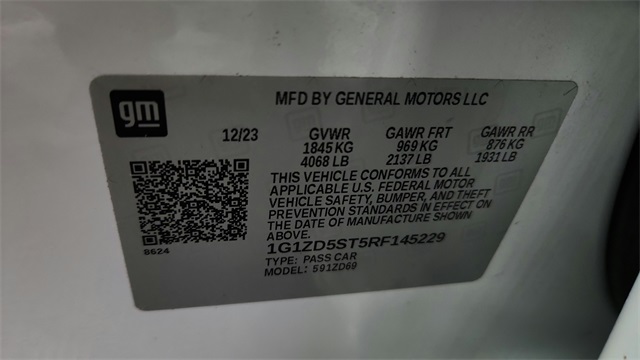 gm
MFD BY GENERAL MOTORS LLC
12/23 GVWR GAWR FRT GAWR RR
1845 KG 969 KG 876 KG
4068 LB 2137 LB 1931 LB
THIS VEHICLE CONFORMS TO ALL
APPLICABLE U.S. FEDERAL MOTOR
VEHICLE SAFETY, BUMPER, AND THEFT
PREVENTION STANDARDS IN EFFECT ON
THE DATE OF MANUFACTURE SHOWN
ABOVE.
1G1ZD5ST5RF145229
8624
TYPE: PASS CAR
MODEL: 591ZD69